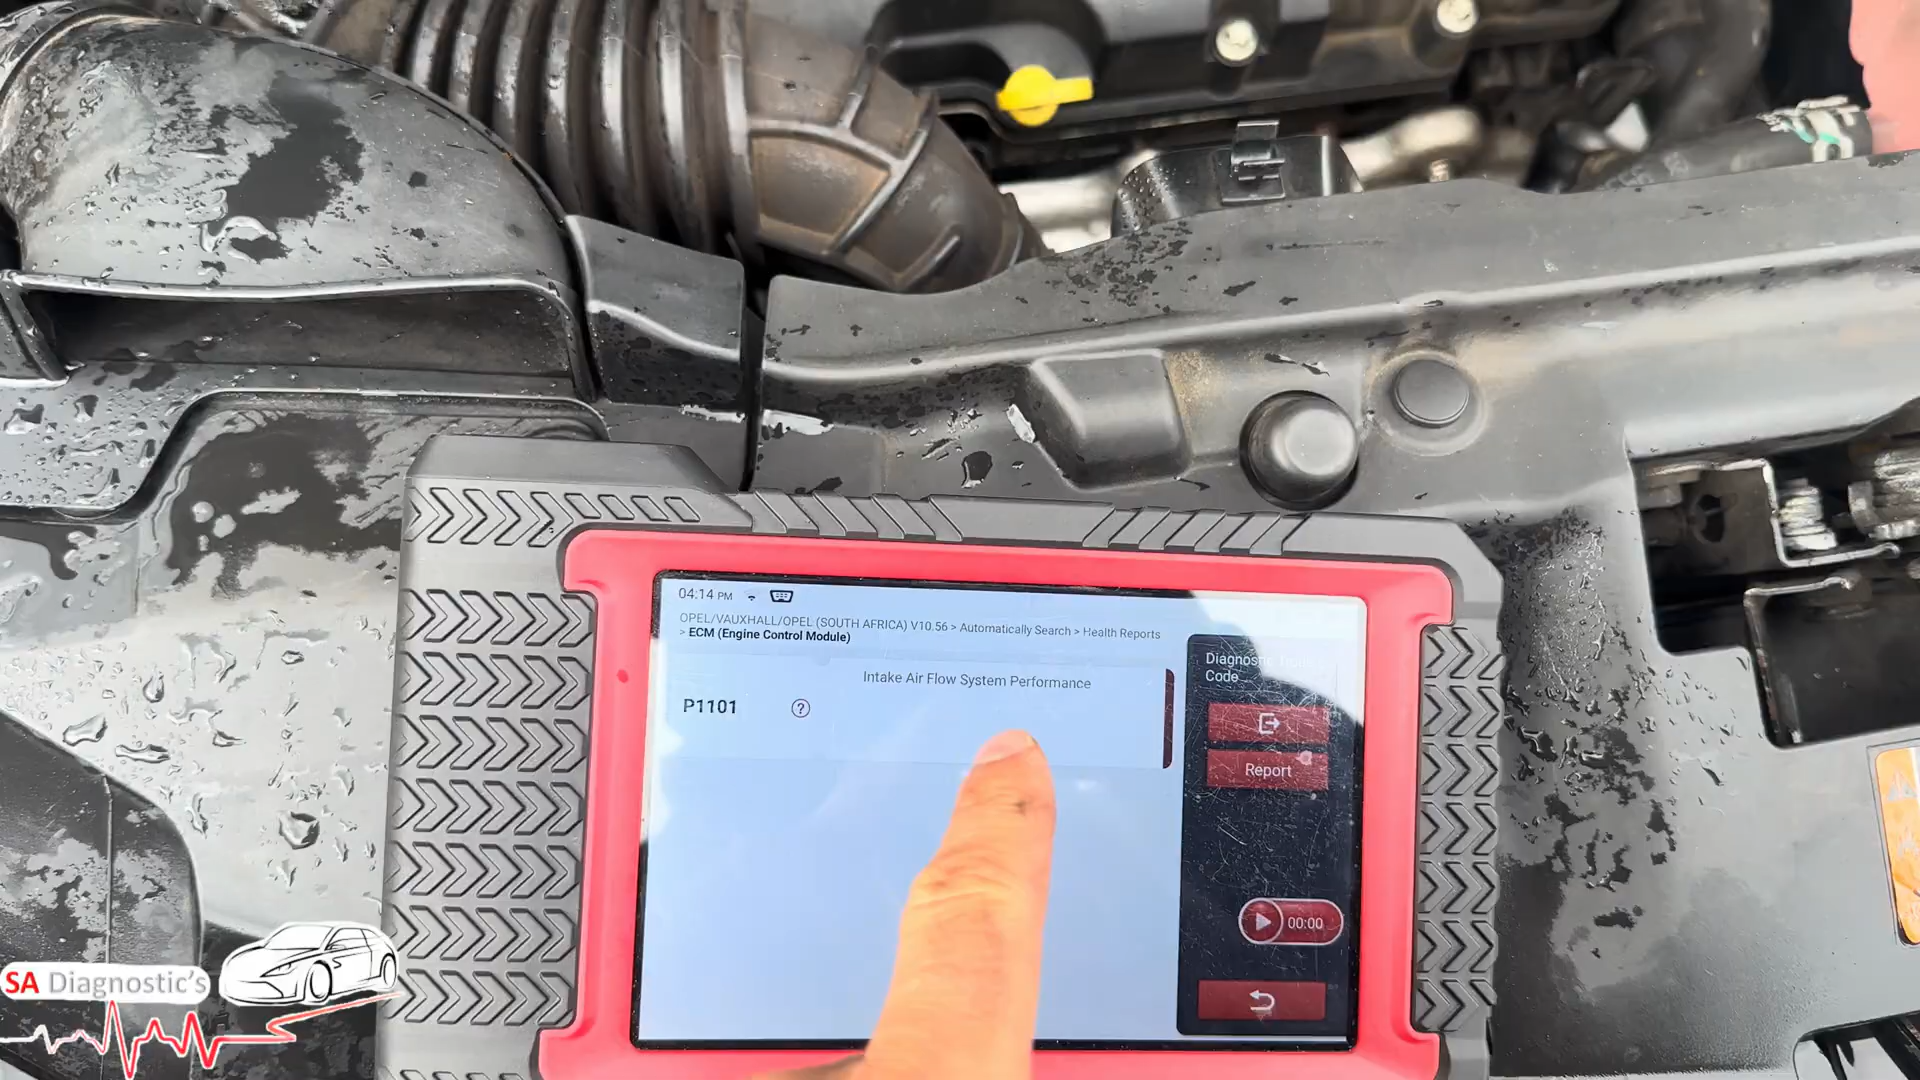 04:14 PM
OPEL/VAUXHALL/OPEL (SOUTH AFRICA) V10.56 > Automatically Search > Health Reports
> ECM (Engine Control Module)
Intake Air Flow System Performance
P1101
?
Diagnostic
Code
Report
00:00
SA Diagnostic's